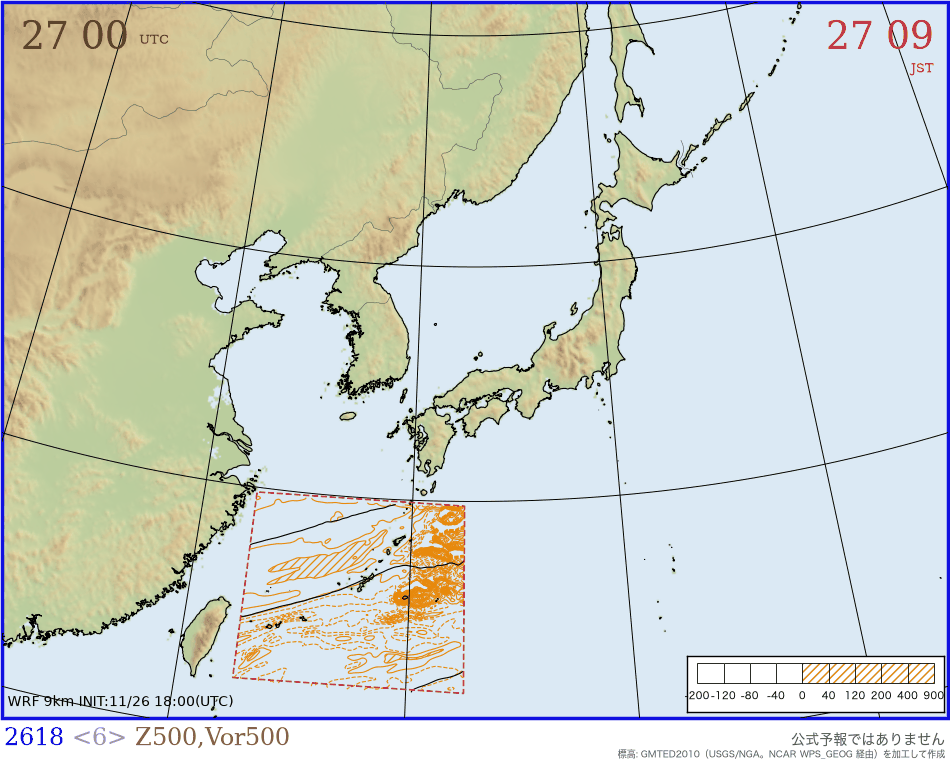 27 00 UTC
27 09
JST
-200 -120 -80 -40 0 40 120 200 400 900
WRF 9km INIT:11/26 18:00(UTC)
2618 <6> Z500,Vor500
公式予報ではありません
標高: GMTED2010（USGS/NGA。NCAR WPS_GEOG 経由）を加工して作成